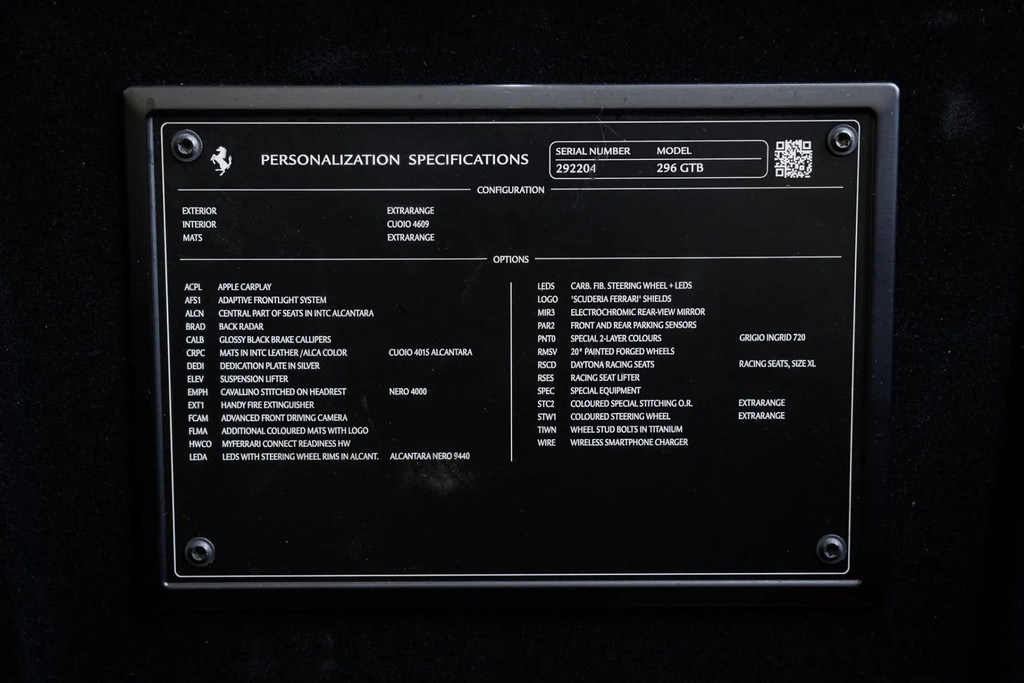 PERSONALIZATION SPECIFICATIONS
SERIAL NUMBER MODEL
292204 296 GTB
CONFIGURATION
EXTERIOR EXTRARANGE
INTERIOR CUOIO 4609
MATS EXTRARANGE
OPTIONS
ACPL APPLE CARPLAY
AFS1 ADAPTIVE FRONTLIGHT SYSTEM
ALCN CENTRAL PART OF SEATS IN INTC ALCANTARA
BRAD BACK RADAR
CALB GLOSSY BLACK BRAKE CALLIPERS
CRPC MATS IN INTC LEATHER /ALCA COLOR CUOIO 4015 ALCANTARA
DEDI DEDICATION PLATE IN SILVER
ELEV SUSPENSION LIFTER
EMPH CAVALLINO STITCHED ON HEADREST NERO 4000
EXT1 HANDY FIRE EXTINGUISHER
FCAM ADVANCED FRONT DRIVING CAMERA
FLMA ADDITIONAL COLOURED MATS WITH LOGO
HWCO MYFERRARI CONNECT READINESS HW
LEDA LEDS WITH STEERING WHEEL RIMS IN ALCANT. ALCANTARA NERO 9440
LEDS CARB. FIB. STEERING WHEEL + LEDS
LOGO 'SCUDERIA FERRARI' SHIELDS
MIR3 ELECTROCHROMIC REAR-VIEW MIRROR
PAR2 FRONT AND REAR PARKING SENSORS
PNT0 SPECIAL 2-LAYER COLOURS GRIGIO INGRID 720
RMSV 20" PAINTED FORGED WHEELS
RSCD DAYTONA RACING SEATS RACING SEATS, SIZE XL
RSES RACING SEAT LIFTER
SPEC SPECIAL EQUIPMENT
STC2 COLOURED SPECIAL STITCHING O.R. EXTRARANGE
STW1 COLOURED STEERING WHEEL EXTRARANGE
TIWN WHEEL STUD BOLTS IN TITANIUM
WIRE WIRELESS SMARTPHONE CHARGER